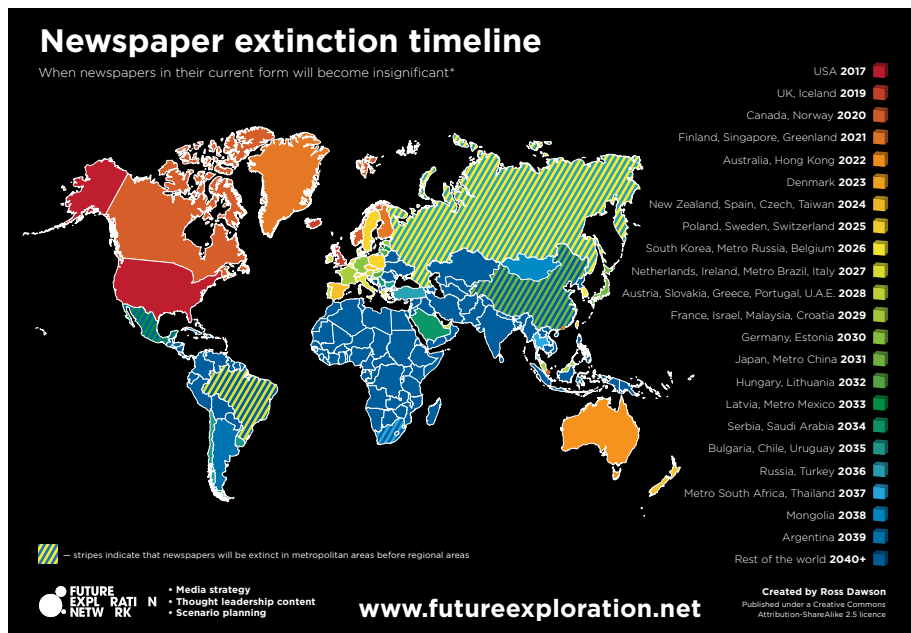 Newspaper extinction timeline
When newspapers in their current form will become insignificant*
USA 2017
UK, Iceland 2019
Canada, Norway 2020
Finland, Singapore, Greenland 2021
Australia, Hong Kong 2022
Denmark 2023
New Zealand, Spain, Czech, Taiwan 2024
Poland, Sweden, Switzerland 2025
South Korea, Metro Russia, Belgium 2026
Netherlands, Ireland, Metro Brazil, Italy 2027
Austria, Slovakia, Greece, Portugal, U.A.E. 2028
France, Israel, Malaysia, Croatia 2029
Germany, Estonia 2030
Japan, Metro China 2031
Hungary, Lithuania 2032
Latvia, Metro Mexico 2033
Serbia, Saudi Arabia 2034
Bulgaria, Chile, Uruguay 2035
Russia, Turkey 2036
Metro South Africa, Thailand 2037
Mongolia 2038
Argentina 2039
Rest of the world 2040+
— stripes indicate that newspapers will be extinct in metropolitan areas before regional areas
FUTURE
EXPL RATI N
NETW RK
• Media strategy
• Thought leadership content
• Scenario planning
www.futureexploration.net
Created by Ross Dawson
Published under a Creative Commons
Attribution-ShareAlike 2.5 licence